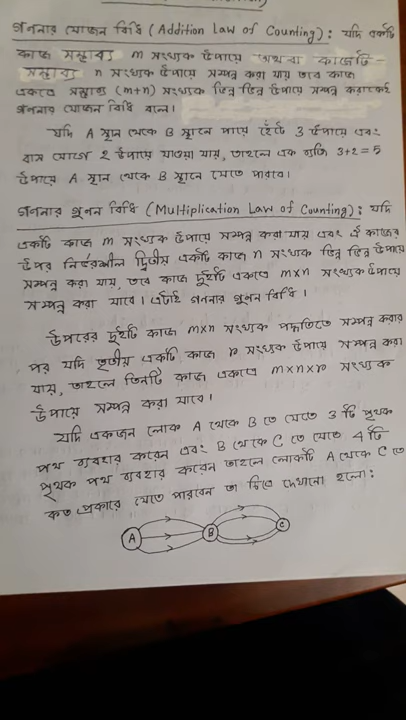 গননার যোজন বিধি (Addition Law of Counting): যদি একটি
কাজ সম্ভাব্য m সংখ্যক উপায়ে অথবা কাজটি
সম্ভাব্য n সংখ্যক উপায়ে সম্পন্ন করা যায় তবে কাজ
একত্রে সম্ভাব্য (m+n) সংখ্যক ভিন্ন ভিন্ন উপায়ে সম্পন্ন করাকেই
গননার যোজন বিধি বলে।
যদি A স্থান থেকে B স্থানে পায়ে হেঁটে 3 উপায়ে এবং
বাস যোগে 2 উপায়ে যাওয়া যায়, তাহলে এক ব্যক্তি 3+2=5
উপায়ে A স্থান থেকে B স্থানে যেতে পারবে।
গননার গুনন বিধি (Multiplication Law of Counting): যদি
একটি কাজ m সংখ্যক উপায়ে সম্পন্ন করা যায় এবং ঐ কাজের
উপর নির্ভরশীল দ্বিতীয় একটি কাজ n সংখ্যক ভিন্ন ভিন্ন উপায়ে
সম্পন্ন করা যায়, তবে কাজ দুইটি একত্রে m×n সংখ্যক উপায়ে
সম্পন্ন করা যাবে। এটাই গননার গুনন বিধি।
উপরের দুইটি কাজ m×n সংখ্যক পদ্ধতিতে সম্পন্ন করার
পর যদি তৃতীয় একটি কাজ p সংখ্যক উপায়ে সম্পন্ন করা
যায়, তাহলে তিনটি কাজ একত্রে m×n×p সংখ্যক
উপায়ে সম্পন্ন করা যাবে।
যদি একজন লোক A থেকে B তে যেতে 3 টি পৃথক
পথ ব্যবহার করেন এবং B থেকে C তে যেতে 4 টি
পৃথক পথ ব্যবহার করেন তাহলে লোকটি A থেকে C তে
কত প্রকারে যেতে পারবেন তা চিত্রে দেখানো হলো:
A B C